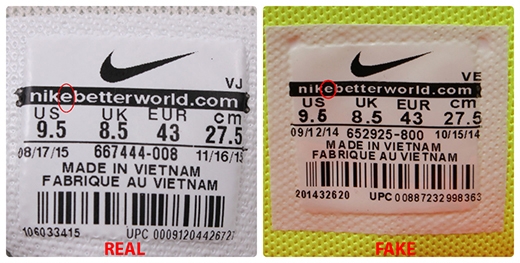 VJ
nikebetterworld.com
US UK EUR cm
9.5 8.5 43 27.5
08/17/15 667444-008 11/16/15
MADE IN VIETNAM
FABRIQUE AU VIETNAM
106033415 UPC 00091204426727
REAL
VE
nikebetterworld.com
US UK EUR cm
9.5 8.5 43 27.5
09/12/14 652925-800 10/15/14
MADE IN VIETNAM
FABRIQUE AU VIETNAM
201432620 UPC 00887232998363
FAKE